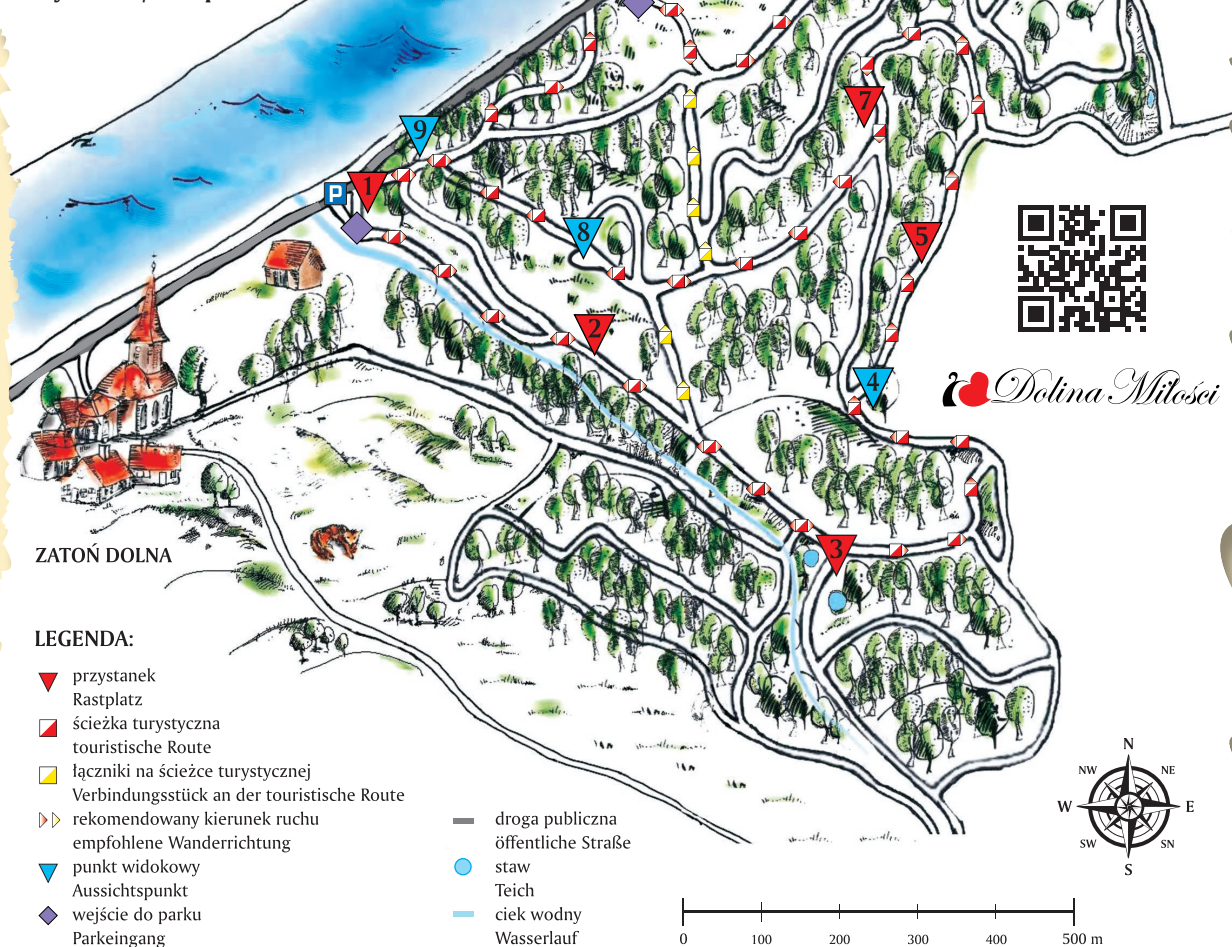 9
7
P
1
8
5
2
4
Dolina Miłości
3
ZATOŃ DOLNA
LEGENDA:
przystanek
Rastplatz
ścieżka turystyczna
touristische Route
łączniki na ścieżce turystycznej
Verbindungsstück an der touristische Route
rekomendowany kierunek ruchu
empfohlene Wanderrichtung
punkt widokowy
Aussichtspunkt
wejście do parku
Parkeingang
droga publiczna
öffentliche Straße
staw
Teich
ciek wodny
Wasserlauf
N
NW NE
W E
SW SN
S
0 100 200 300 400 500 m